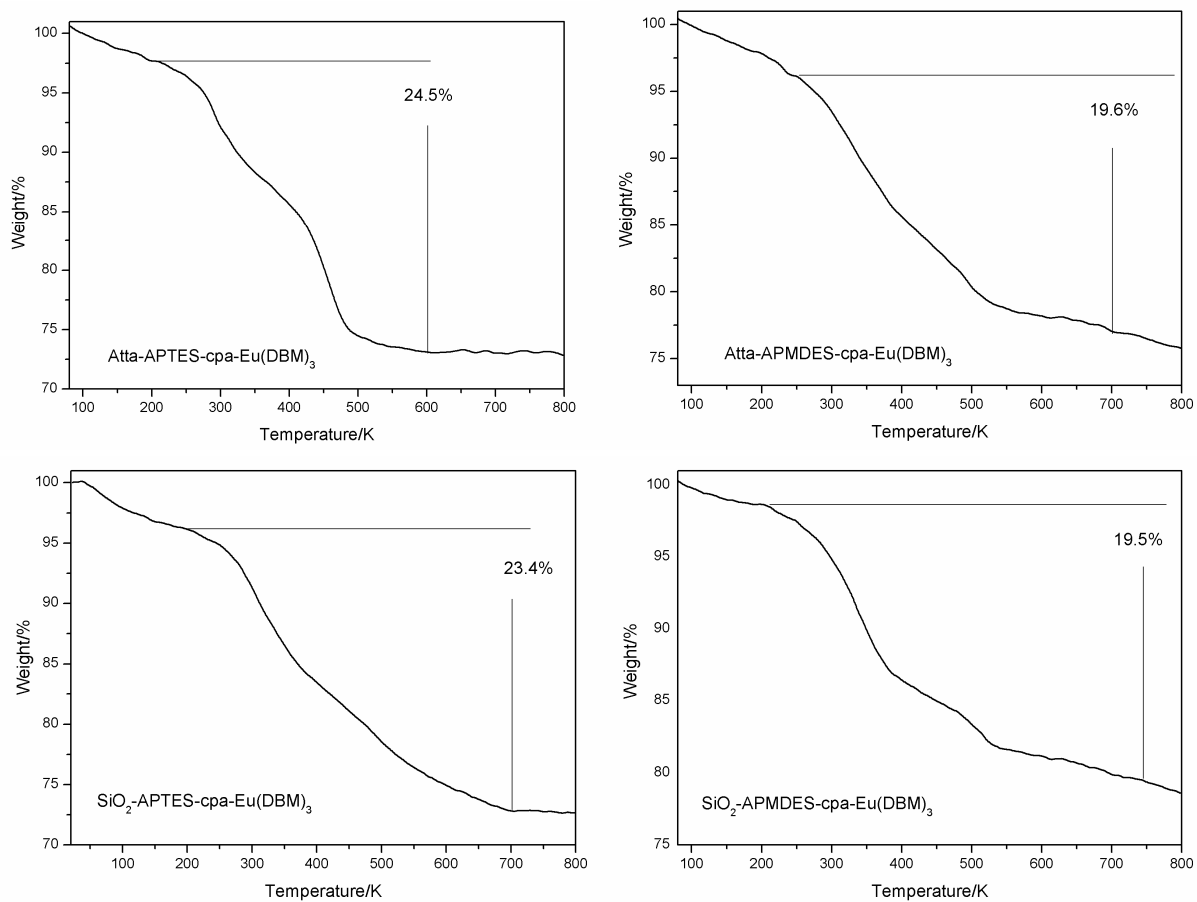 100
95
90
85
80
75
70
Weight/%
24.5%
Atta-APTES-cpa-Eu(DBM)3
100 200 300 400 500 600 700 800
Temperature/K
100
95
90
85
80
75
Weight/%
19.6%
Atta-APMDES-cpa-Eu(DBM)3
100 200 300 400 500 600 700 800
Temperature/K
100
95
90
85
80
75
70
Weight/%
23.4%
SiO2-APTES-cpa-Eu(DBM)3
100 200 300 400 500 600 700 800
Temperature/K
100
95
90
85
80
75
Weight/%
19.5%
SiO2-APMDES-cpa-Eu(DBM)3
100 200 300 400 500 600 700 800
Temperature/K